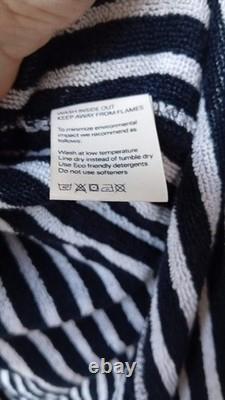 WASH INSIDE OUT
KEEP AWAY FROM FLAMES
To minimize environmental
impact we recommend as
follows:
Wash at low temperature
Line dry instead of tumble dry
Use Eco friendly detergents
Do not use softeners
ebay